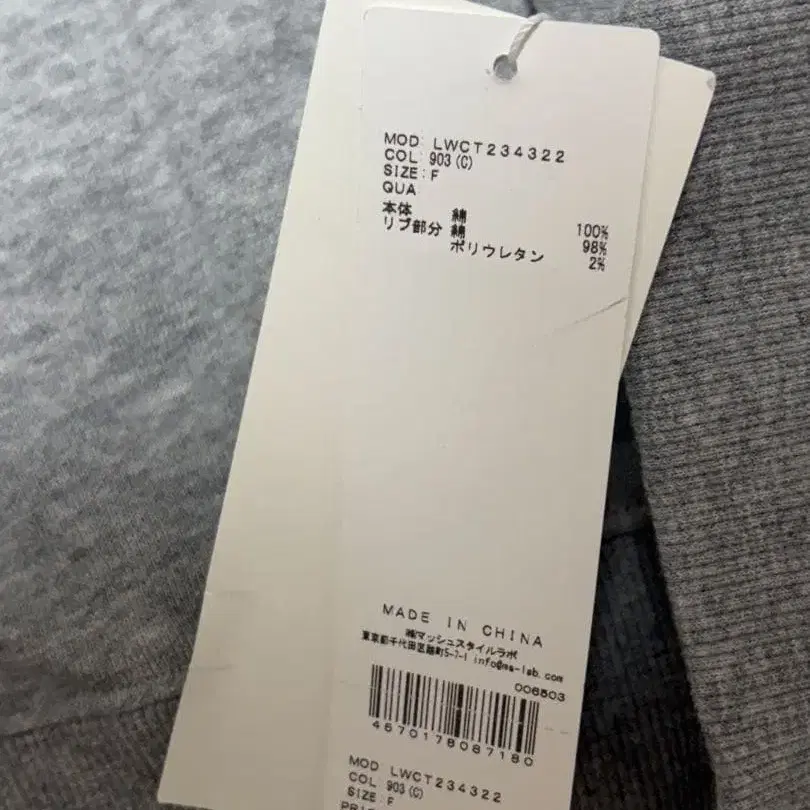 MOD: LWCT234322
COL: 903(C)
SIZE: F
QUA
本体 綿 100%
リブ部分 綿 98%
ポリウレタン 2%
MADE IN CHINA
㈱マッシュスタイルラボ
東京都千代田区麹町5-7-1 info@ms-lab.com
006503
4570178087180
MOD LWCT234322
COL: 903(C)
SIZE: F